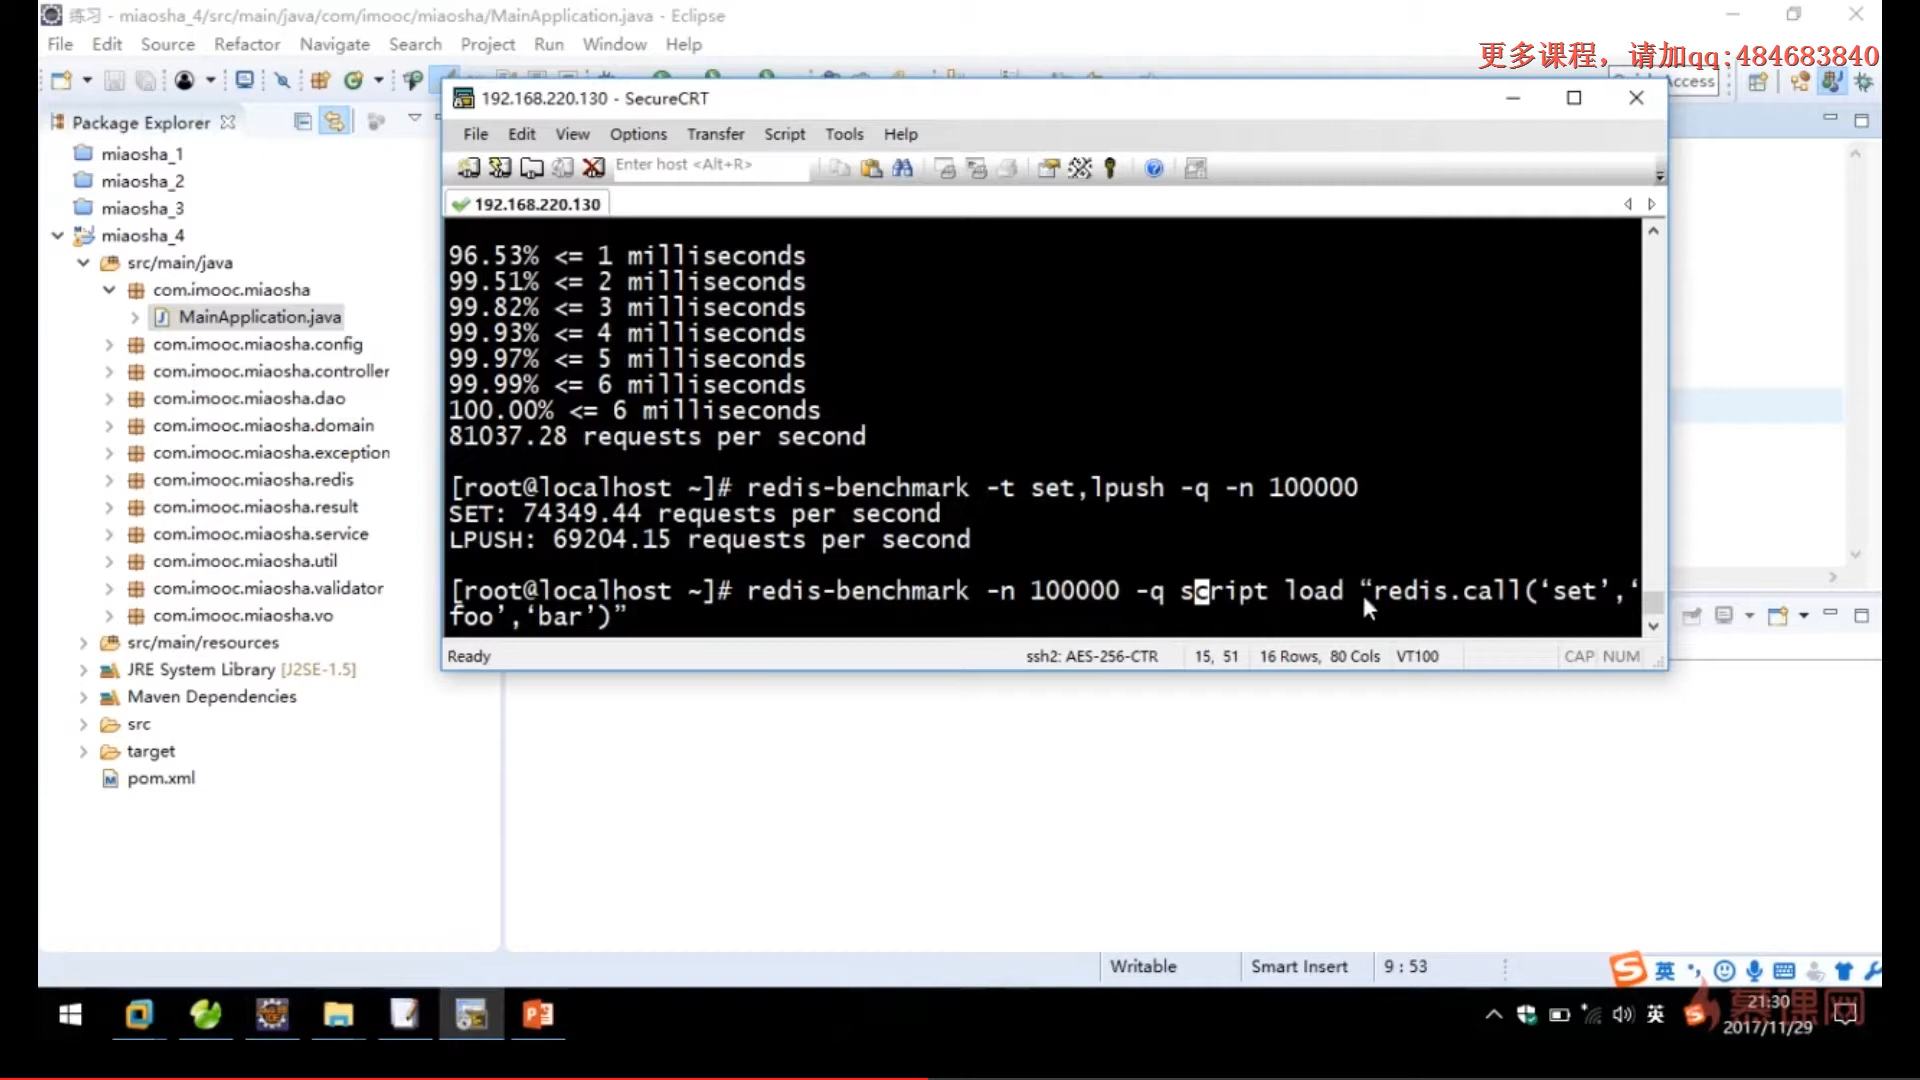 练习 - miaosha_4/src/main/java/com/imooc/miaosha/MainApplication.java - Eclipse
File Edit Source Refactor Navigate Search Project Run Window Help
更多课程，请加qq:484683840
Access
Package Explorer
miaosha_1
miaosha_2
miaosha_3
miaosha_4
src/main/java
com.imooc.miaosha
MainApplication.java
com.imooc.miaosha.config
com.imooc.miaosha.controller
com.imooc.miaosha.dao
com.imooc.miaosha.domain
com.imooc.miaosha.exception
com.imooc.miaosha.redis
com.imooc.miaosha.result
com.imooc.miaosha.service
com.imooc.miaosha.util
com.imooc.miaosha.validator
com.imooc.miaosha.vo
src/main/resources
JRE System Library [J2SE-1.5]
Maven Dependencies
src
target
pom.xml
192.168.220.130 - SecureCRT
File Edit View Options Transfer Script Tools Help
Enter host <Alt+R>
192.168.220.130
96.53% <= 1 milliseconds
99.51% <= 2 milliseconds
99.82% <= 3 milliseconds
99.93% <= 4 milliseconds
99.97% <= 5 milliseconds
99.99% <= 6 milliseconds
100.00% <= 6 milliseconds
81037.28 requests per second
[root@localhost ~]# redis-benchmark -t set,lpush -q -n 100000
SET: 74349.44 requests per second
LPUSH: 69204.15 requests per second
[root@localhost ~]# redis-benchmark -n 100000 -q script load “redis.call(‘set’,‘
foo’,‘bar’)”
Ready ssh2: AES-256-CTR 15, 51 16 Rows, 80 Cols VT100 CAP NUM
Writable Smart Insert 9 : 53
英
英
21:30
2017/11/29
慕课网